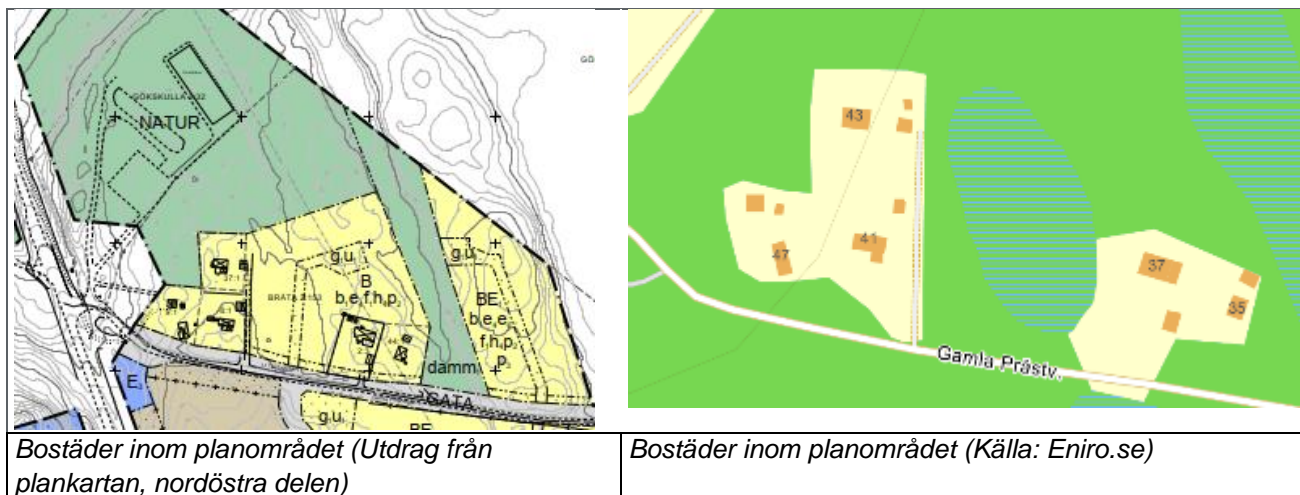 GÖKSKULLA
NATUR
g.u.
g.u.
B
b,e,f,h,p,
BE,
b,e,e,
f,h,p,
p,
damm
E,
GATA
g.u.
BE
43
41
47
37
35
Gamla Prästv.
Bostäder inom planområdet (Utdrag från
plankartan, nordöstra delen)
Bostäder inom planområdet (Källa: Eniro.se)